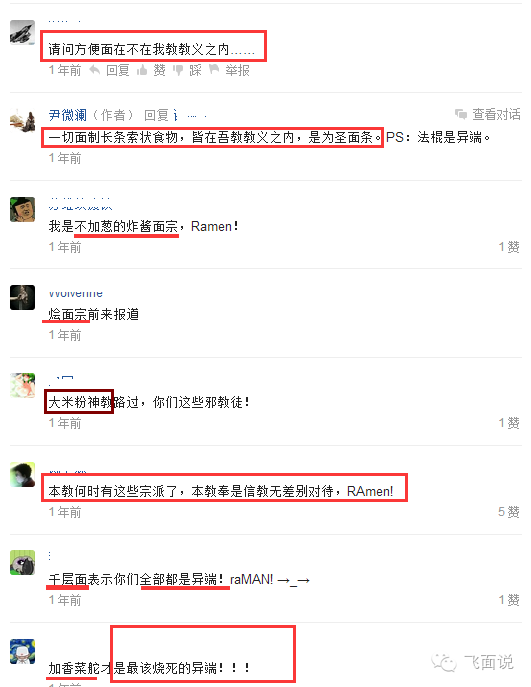 请问方便面在不在我教教义之内……
1年前 回复 赞 踩 举报
尹微澜（作者） 回复 查看对话
一切面制长条索状食物，皆在吾教教义之内，是为圣面条。PS：法棍是异端。
1年前
我是不加葱的炸酱面宗，Ramen！
1年前 1赞
Wolverine
烩面宗前来报道
1年前
大米粉神教路过，你们这些邪教徒！
1年前 1赞
本教何时有这些宗派了，本教奉是信教无差别对待，RAmen!
1年前 5赞
千层面表示你们全部都是异端！raMAN! →_→
1年前 1赞
加香菜舵才是最该烧死的异端！！！
1年前
飞面说